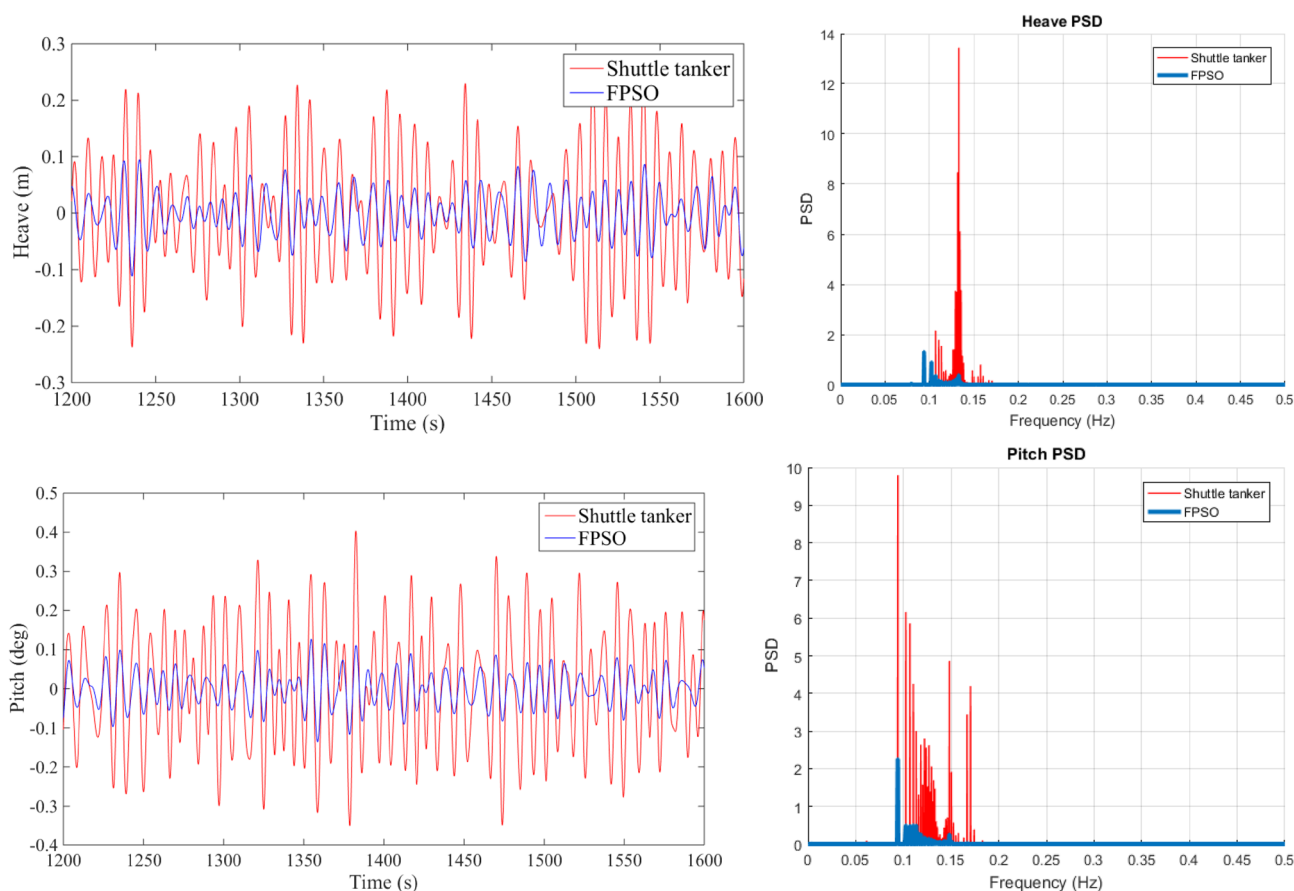 Shuttle tanker
FPSO
0.3
0.2
0.1
0
-0.1
-0.2
-0.3
Heave (m)
1200 1250 1300 1350 1400 1450 1500 1550 1600
Time (s)
Heave PSD
Shuttle tanker
FPSO
14
12
10
8
6
4
2
0
PSD
0 0.05 0.1 0.15 0.2 0.25 0.3 0.35 0.4 0.45 0.5
Frequency (Hz)
Shuttle tanker
FPSO
0.5
0.4
0.3
0.2
0.1
0
-0.1
-0.2
-0.3
-0.4
Pitch (deg)
1200 1250 1300 1350 1400 1450 1500 1550 1600
Time (s)
Pitch PSD
Shuttle tanker
FPSO
10
9
8
7
6
5
4
3
2
1
0
PSD
0 0.05 0.1 0.15 0.2 0.25 0.3 0.35 0.4 0.45 0.5
Frequency (Hz)